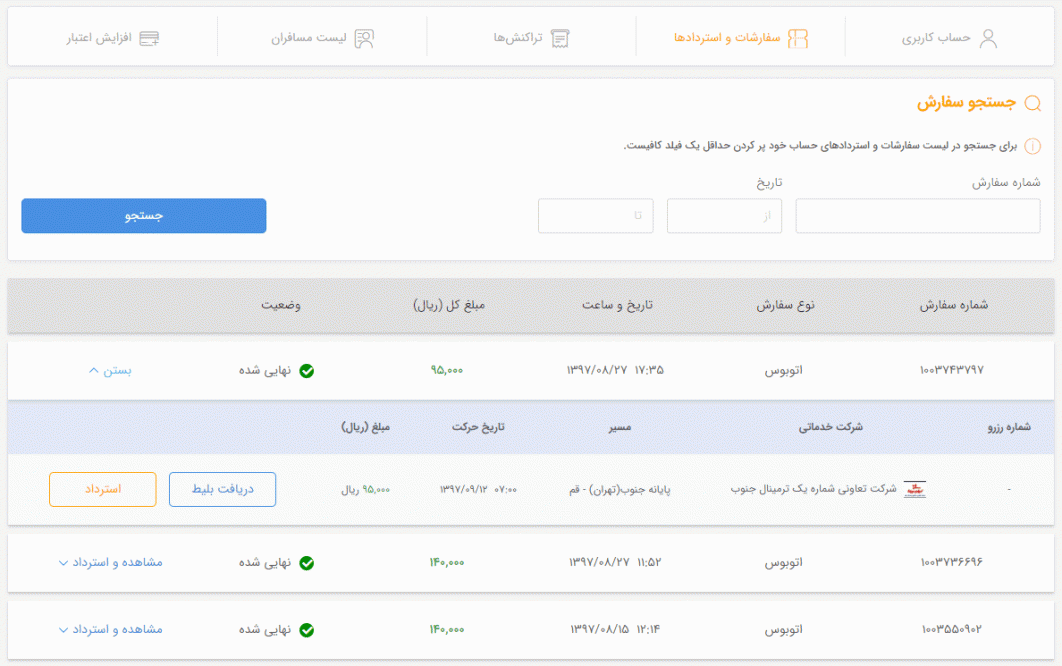 حساب کاربری
سفارشات و استردادها
تراکنش‌ها
لیست مسافران
افزایش اعتبار
جستجو سفارش
برای جستجو در لیست سفارشات و استردادهای حساب خود پر کردن حداقل یک فیلد کافیست.
شماره سفارش
تاریخ
از
تا
جستجو
شماره سفارش نوع سفارش تاریخ و ساعت مبلغ کل (ریال) وضعیت
۱۰۰۳۷۴۳۷۹۷ اتوبوس ۱۳۹۷/۰۸/۲۷ ۱۷:۳۵ ۹۵,۰۰۰ نهایی شده بستن
شماره رزرو شرکت خدماتی مسیر تاریخ حرکت مبلغ (ریال)
- شرکت تعاونی شماره یک ترمینال جنوب پایانه جنوب(تهران) - قم ۱۳۹۷/۰۹/۱۲ ۰۷:۰۰ ۹۵,۰۰۰ ریال دریافت بلیط استرداد
۱۰۰۳۷۳۶۶۹۶ اتوبوس ۱۳۹۷/۰۸/۲۷ ۱۱:۵۲ ۱۴۰,۰۰۰ نهایی شده مشاهده و استرداد
۱۰۰۳۵۵۰۹۰۲ اتوبوس ۱۳۹۷/۰۸/۱۵ ۱۲:۱۴ ۱۴۰,۰۰۰ نهایی شده مشاهده و استرداد